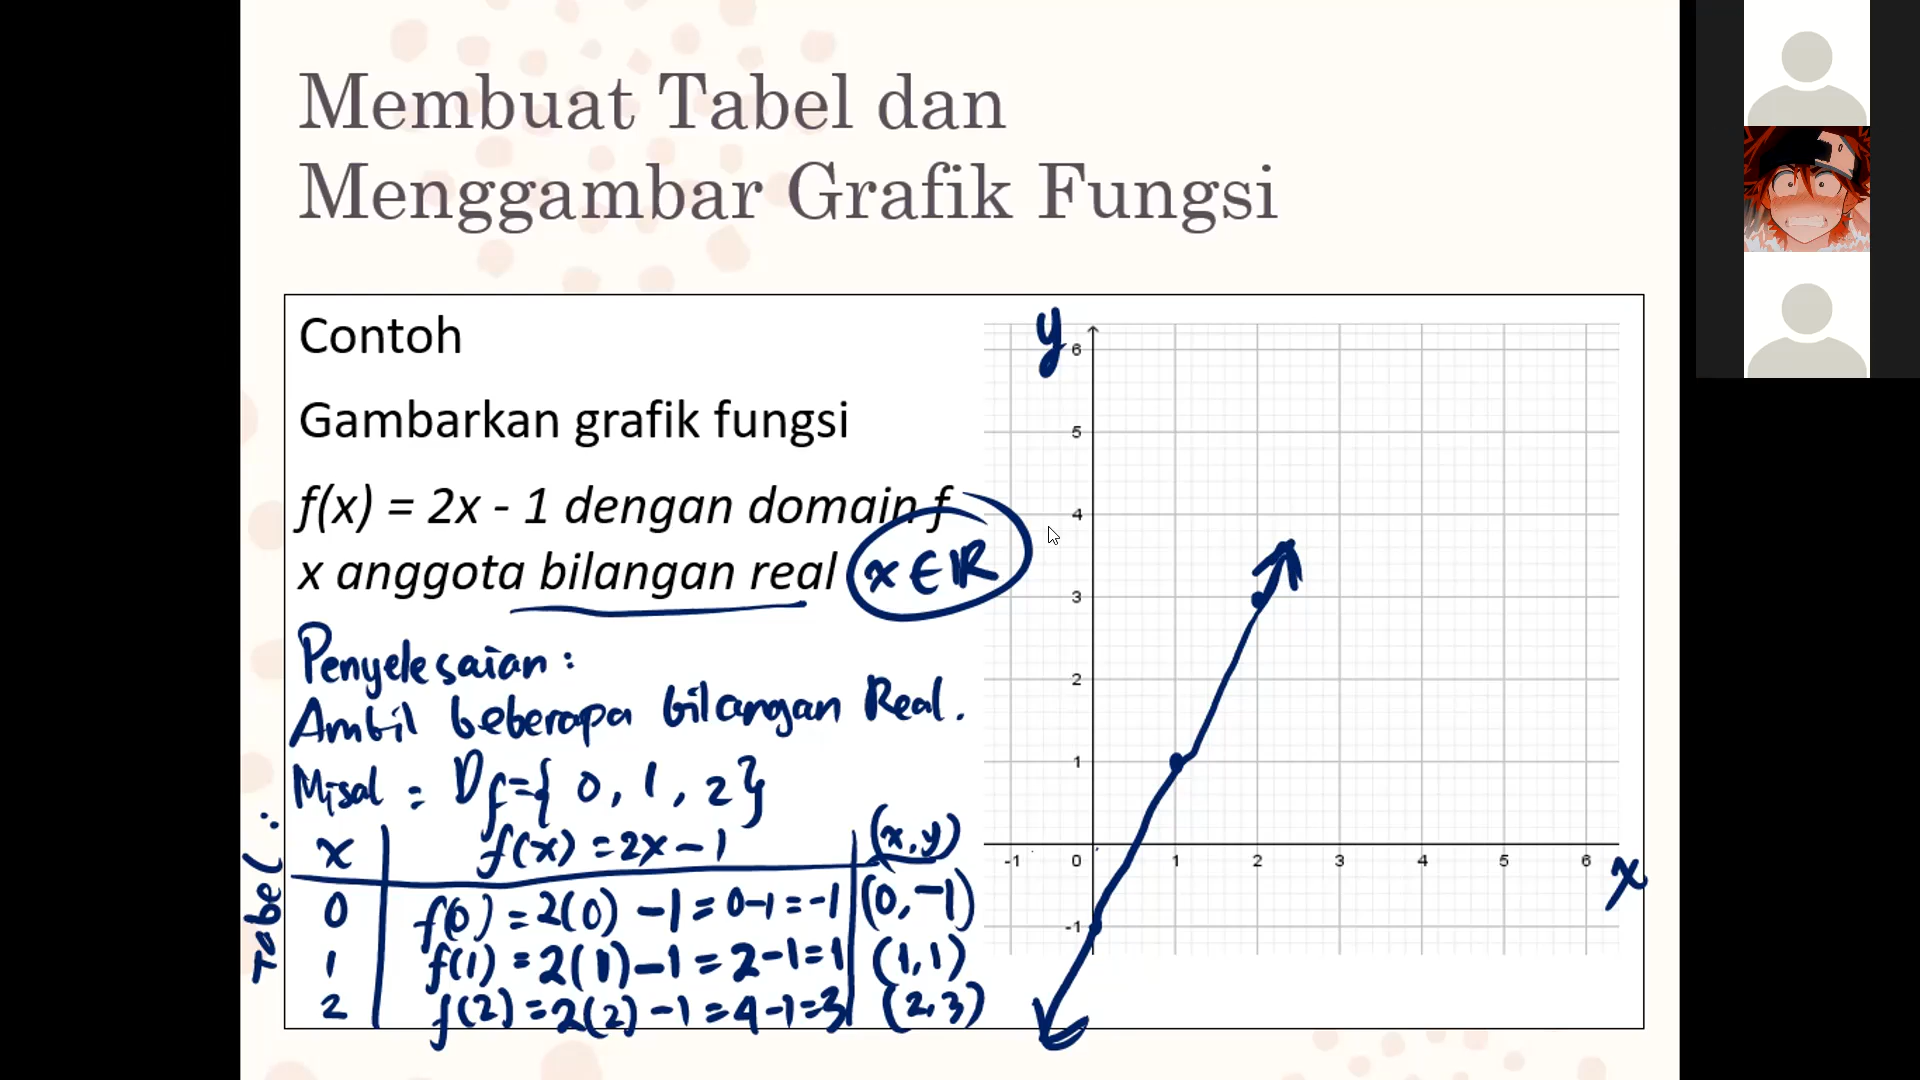 Membuat Tabel dan
Menggambar Grafik Fungsi
Contoh
Gambarkan grafik fungsi
f(x) = 2x - 1 dengan domain f
x anggota bilangan real x ∈ ℝ
Penyelesaian :
Ambil beberapa bilangan Real.
Misal = Df={ 0, 1, 2}
Tabel :
x f(x) = 2x - 1 (x,y)
0 f(0) = 2(0) - 1 = 0-1 = -1 (0,-1)
1 f(1) = 2(1) - 1 = 2-1=1 (1,1)
2 f(2) = 2(2) - 1 = 4-1=3 (2,3)
y
6
5
4
3
2
1
-1 0 1 2 3 4 5 6
x
-1